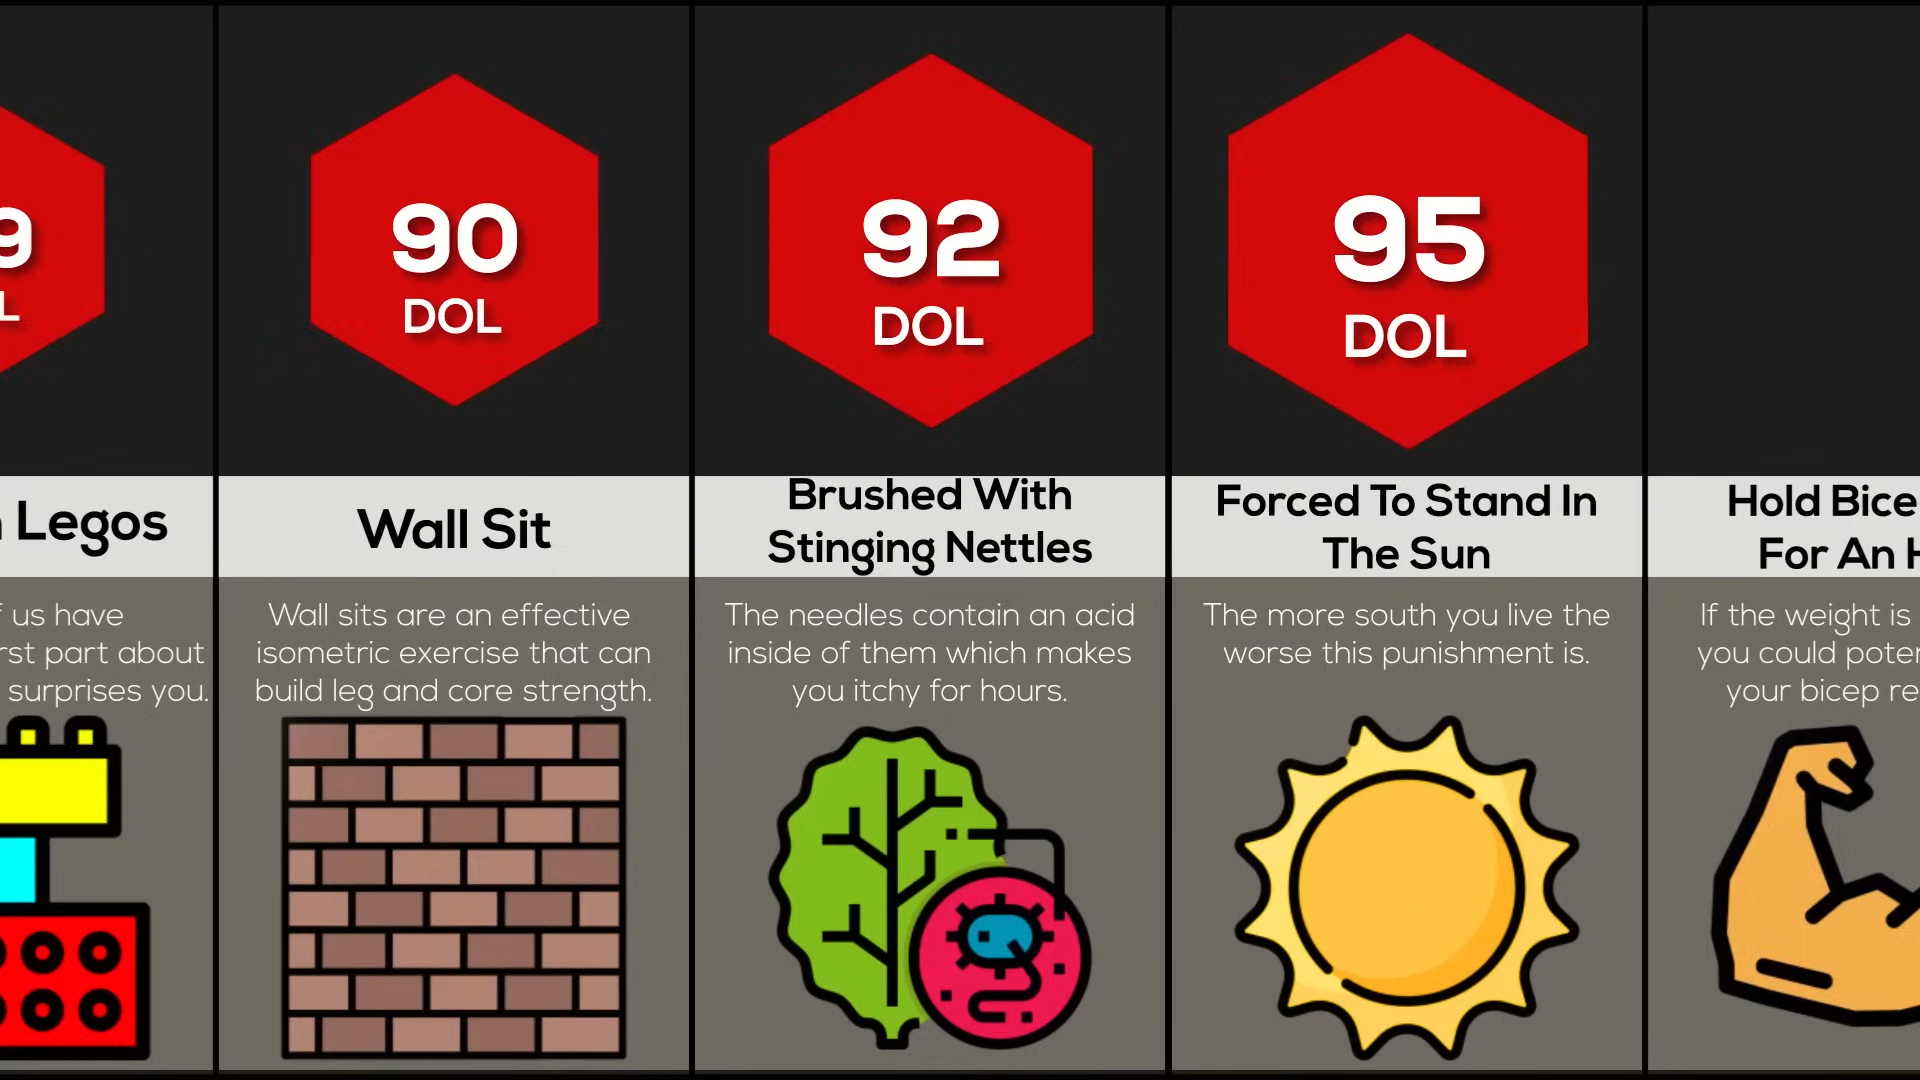 9
L
Legos
f us have
rst part about
surprises you.
90
DOL
Wall Sit
Wall sits are an effective
isometric exercise that can
build leg and core strength.
92
DOL
Brushed With
Stinging Nettles
The needles contain an acid
inside of them which makes
you itchy for hours.
95
DOL
Forced To Stand In
The Sun
The more south you live the
worse this punishment is.
Hold Bice
For An H
If the weight is
you could poten
your bicep re